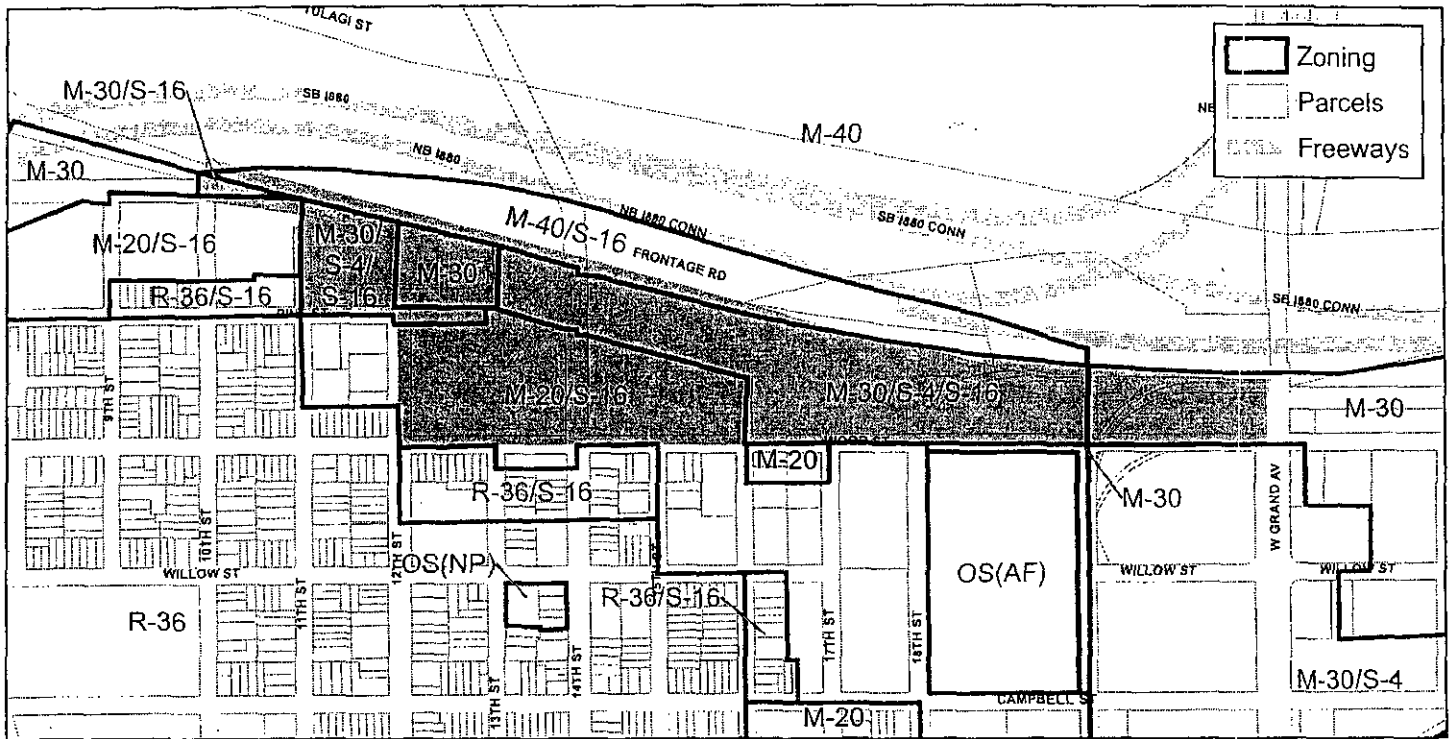 TULAGI ST
Zoning
Parcels
Freeways
M-30/S-16
SB I880
M-40
NB
NB I880
M-30
NB I880 CONN
SB I880 CONN
M-20/S-16
M-30/
S-4/
S-16
M-30
M-40/S-16
FRONTAGE RD
R-36/S-16
SB I880 CONN
9TH ST
M-20/S-16
M-30/S-4/S-16
M-30
M-20
R-36/S-16
M-30
10TH ST
W GRAND AV
WILLOW ST
12TH ST
OS(NP)
OS(AF)
WILLOW ST
WILLOW ST
R-36
11TH ST
R-36/S-16
17TH ST
18TH ST
13TH ST
14TH ST
M-30/S-4
CAMPBELL ST
M-20